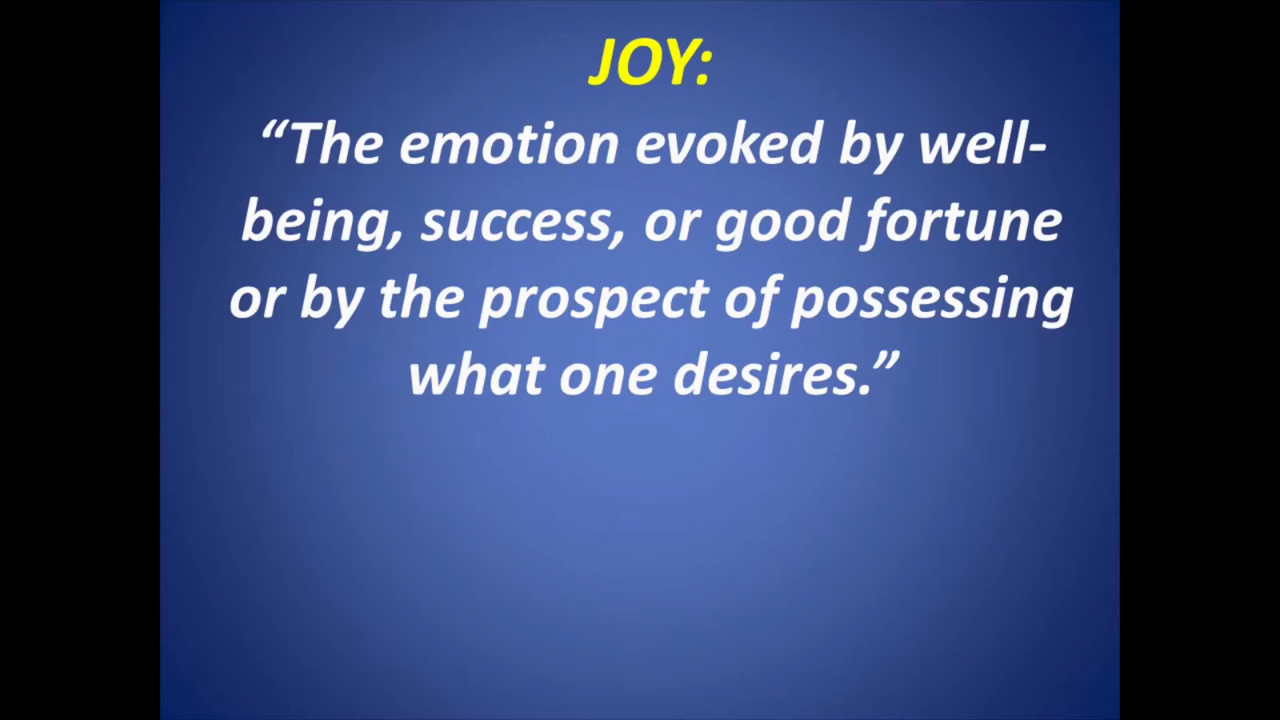 JOY:
“The emotion evoked by well-
being, success, or good fortune
or by the prospect of possessing
what one desires.”